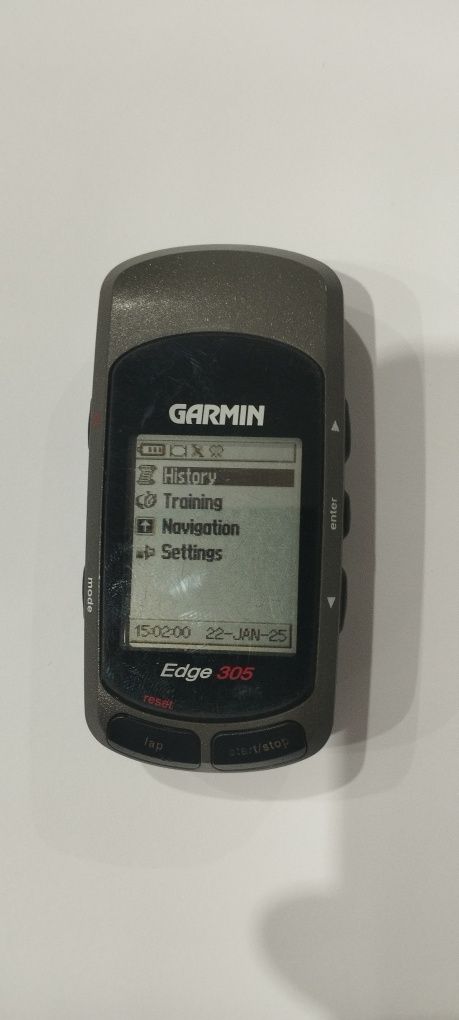 GARMIN
History
Training
Navigation
Settings
15:02:00 22-JAN-25
Edge 305
reset
lap
start/stop
mode
enter